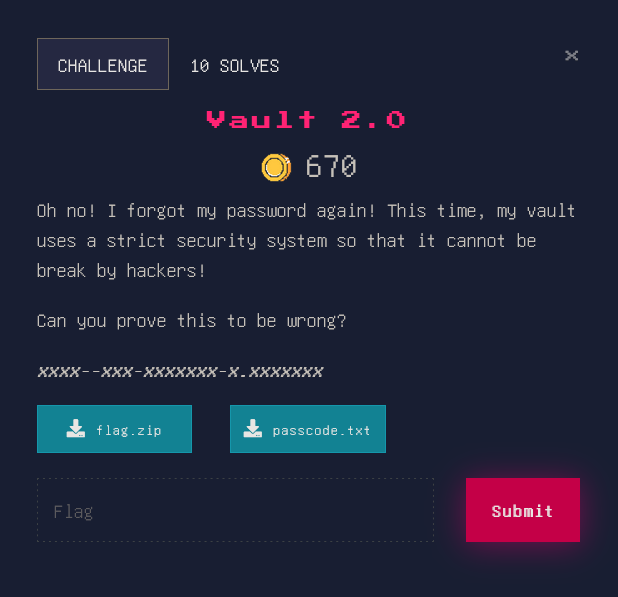 CHALLENGE
10 SOLVES
×
Vault 2.0
670
Oh no! I forgot my password again! This time, my vault
uses a strict security system so that it cannot be
break by hackers!
Can you prove this to be wrong?
xxxx--xxx-xxxxxxx-x.xxxxxxx
flag.zip
passcode.txt
Flag
Submit